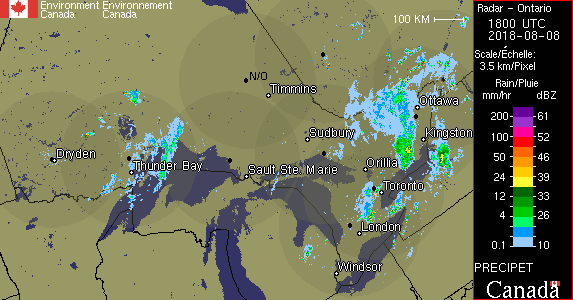 Environment Environnement
Canada Canada
100 KM
N/O
Timmins
Ottawa
Sudbury
Kingston
Dryden
Thunder Bay
Sault Ste. Marie
Orillia
Toronto
London
Windsor
Radar - Ontario
1800 UTC
2018-08-08
Scale/Échelle:
3.5 km/Pixel
Rain/Pluie
mm/hr dBZ
200 61
100 52
50 46
24 39
12 33
4 26
0.1 10
PRECIPET
Canada